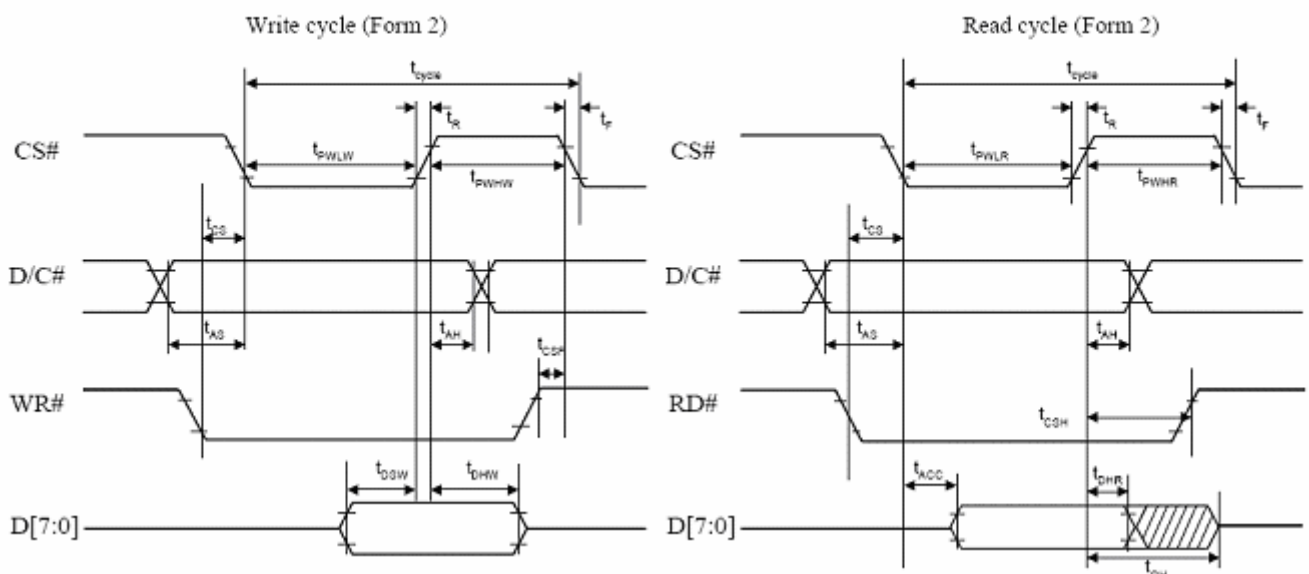 Write cycle (Form 2)
Read cycle (Form 2)
tcycle
tR
tF
CS#
tPWLW
tPWHW
tCS
D/C#
tAS
tAH
tCSF
WR#
tDSW
tDHW
D[7:0]
tcycle
tR
tF
CS#
tPWLR
tPWHR
tCS
D/C#
tAS
tAH
RD#
tCSH
tACC
tDHR
D[7:0]